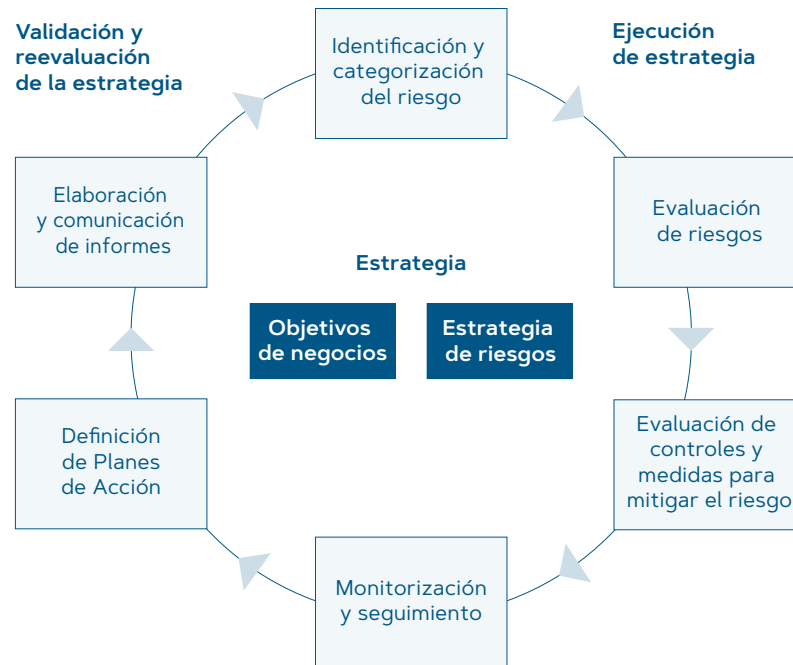 Validación y
reevaluación
de la estrategia
Identificación y
categorización
del riesgo
Ejecución
de estrategia
Elaboración
y comunicación
de informes
Evaluación
de riesgos
Estrategia
Objetivos
de negocios
Estrategia
de riesgos
Definición
de Planes
de Acción
Evaluación de
controles y
medidas para
mitigar el riesgo
Monitorización
y seguimiento